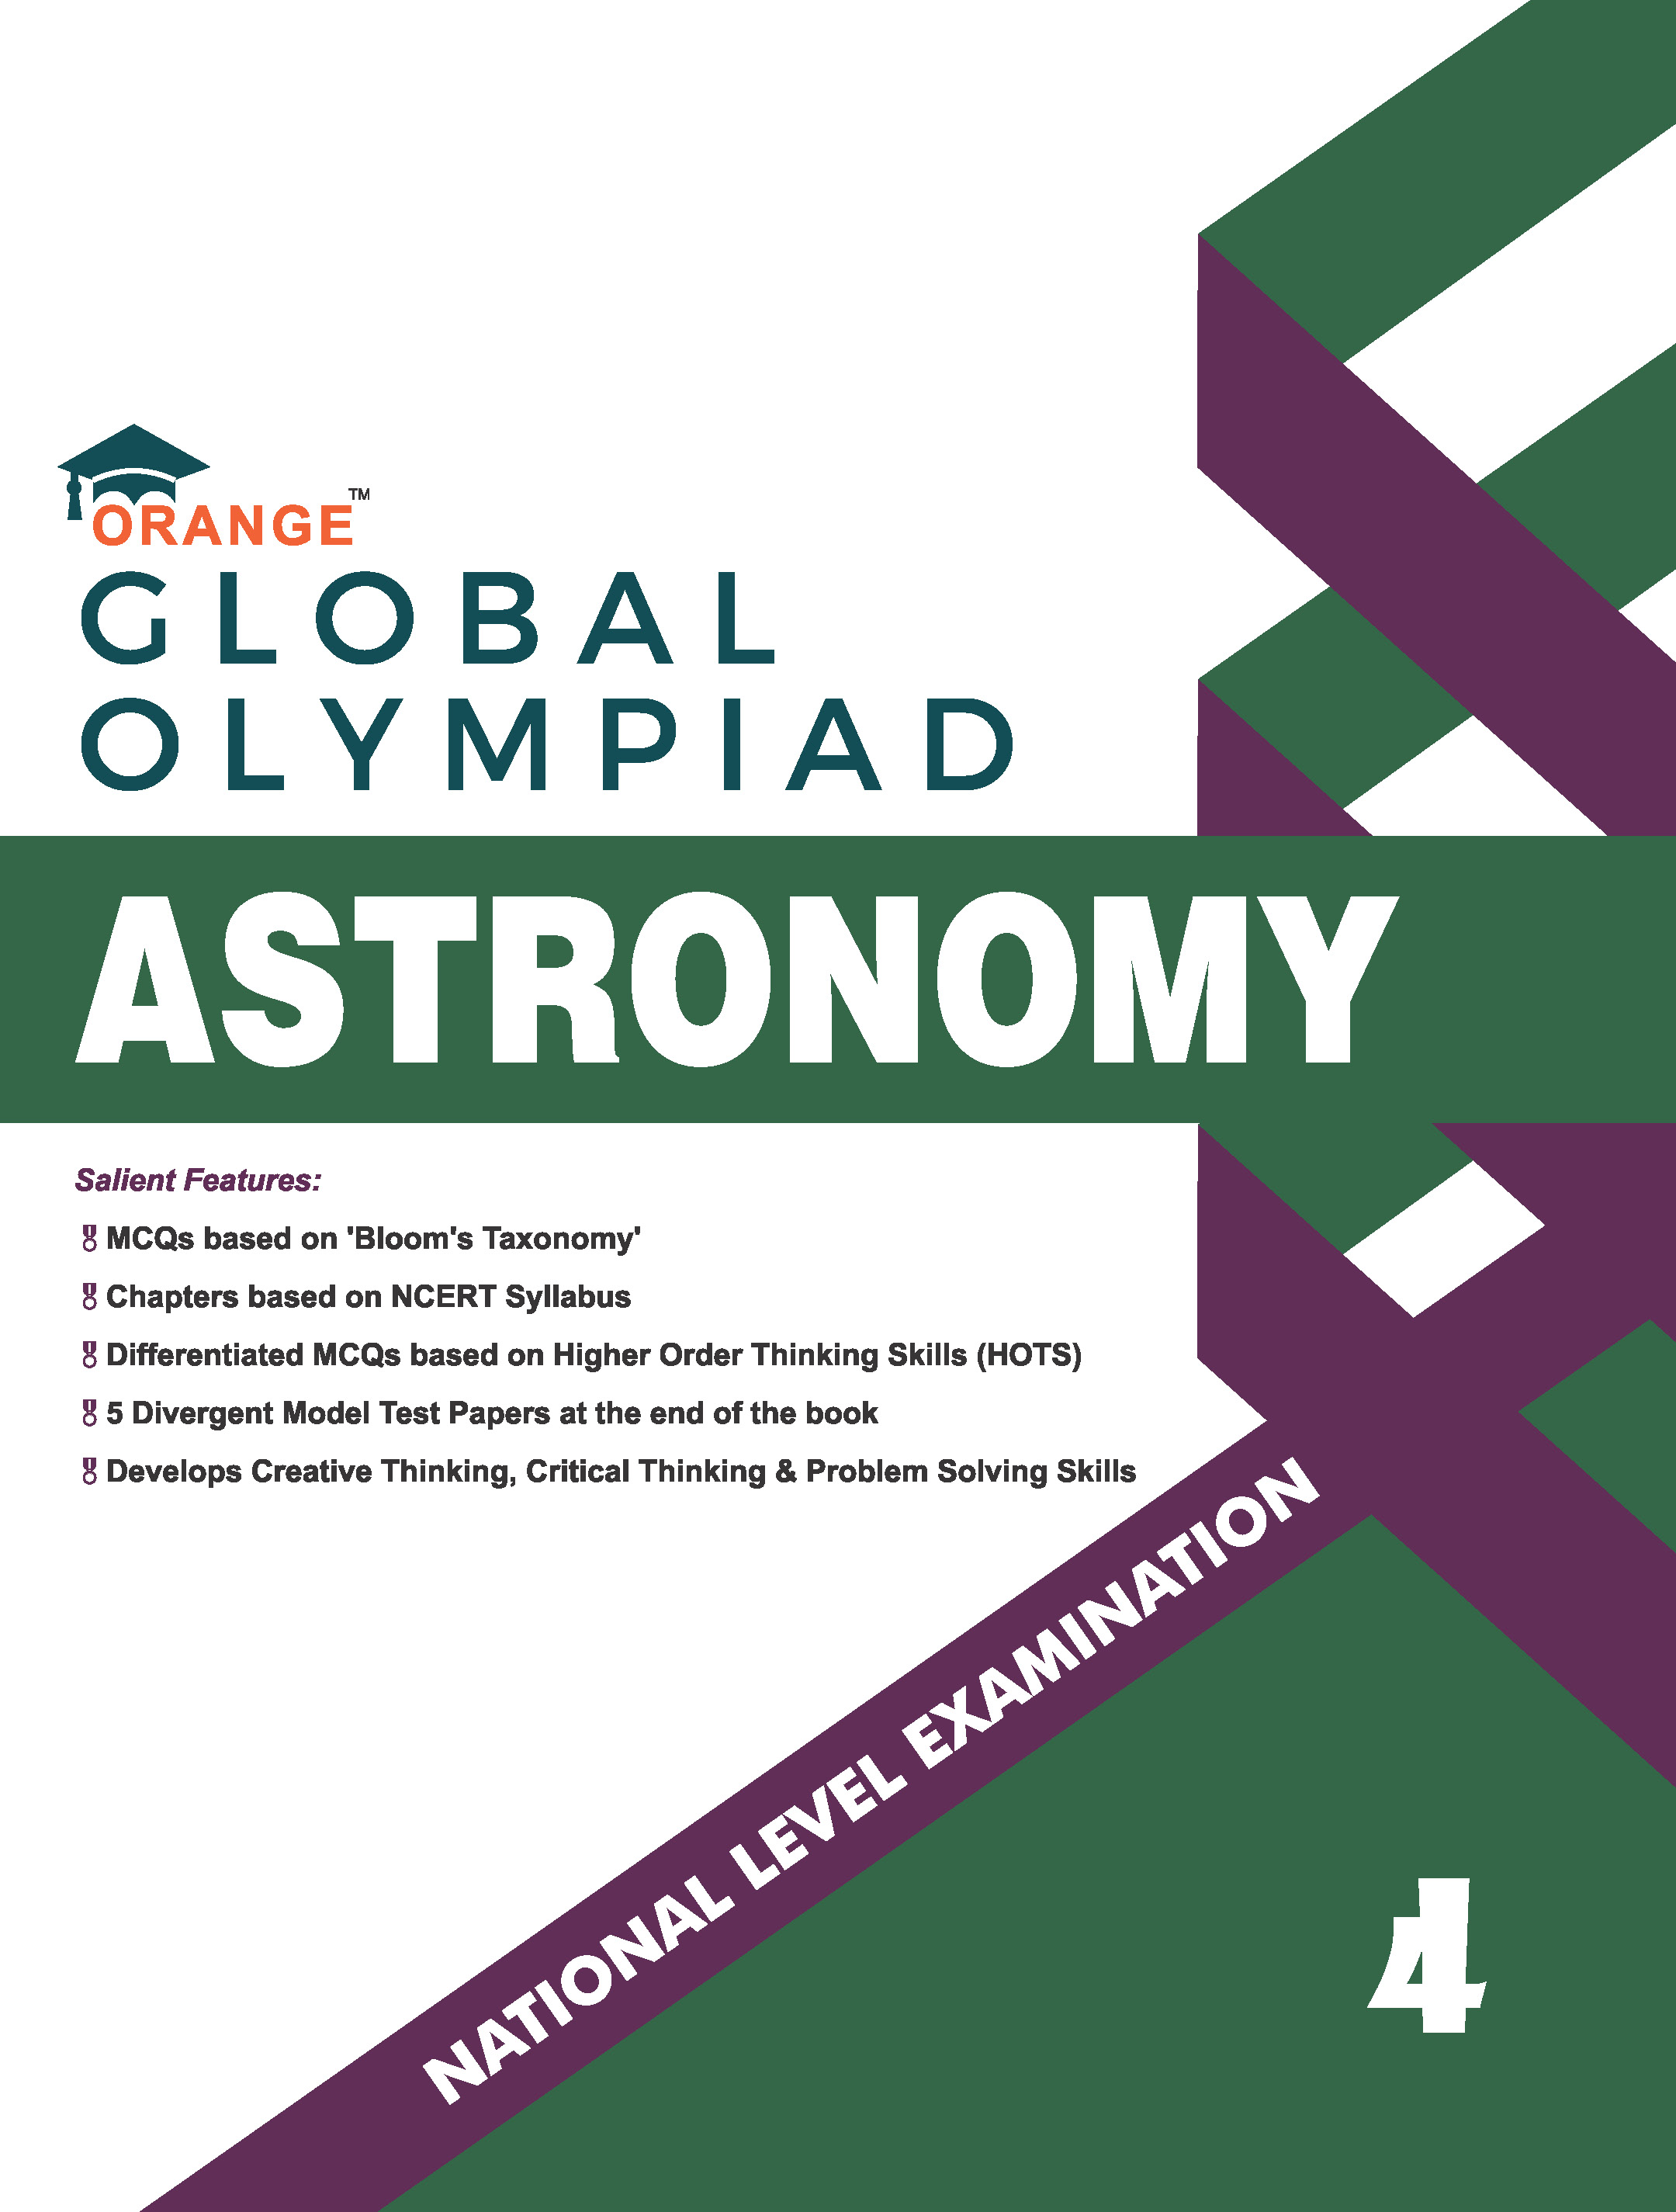 ORANGE™
GLOBAL
OLYMPIAD
ASTRONOMY
Salient Features:
MCQs based on 'Bloom's Taxonomy'
Chapters based on NCERT Syllabus
Differentiated MCQs based on Higher Order Thinking Skills (HOTS)
5 Divergent Model Test Papers at the end of the book
Develops Creative Thinking, Critical Thinking & Problem Solving Skills
NATIONAL LEVEL EXAMINATION
4